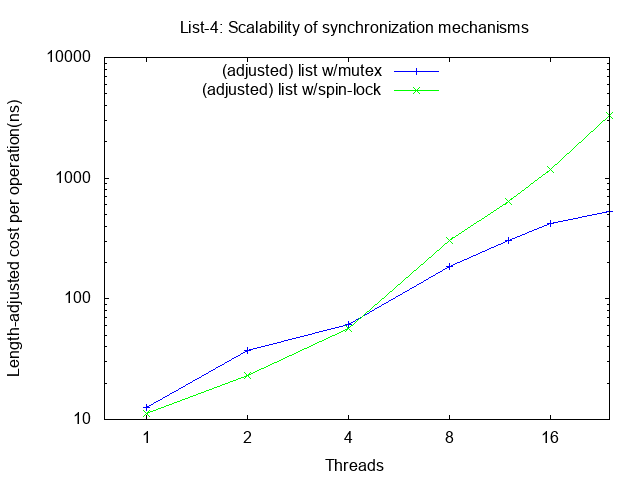 List-4: Scalability of synchronization mechanisms
10000
(adjusted) list w/mutex
(adjusted) list w/spin-lock
1000
Length-adjusted cost per operation(ns)
100
10
1 2 4 8 16
Threads